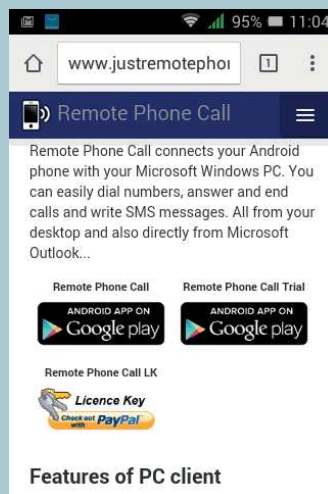 95% 11:04
www.justremotephon
1
Remote Phone Call
Remote Phone Call connects your Android
phone with your Microsoft Windows PC. You
can easily dial numbers, answer and end
calls and write SMS messages. All from your
desktop and also directly from Microsoft
Outlook...
Remote Phone Call Remote Phone Call Trial
ANDROID APP ON ANDROID APP ON
Google play Google play
Remote Phone Call LK
Licence Key
Check out with PayPal
Features of PC client